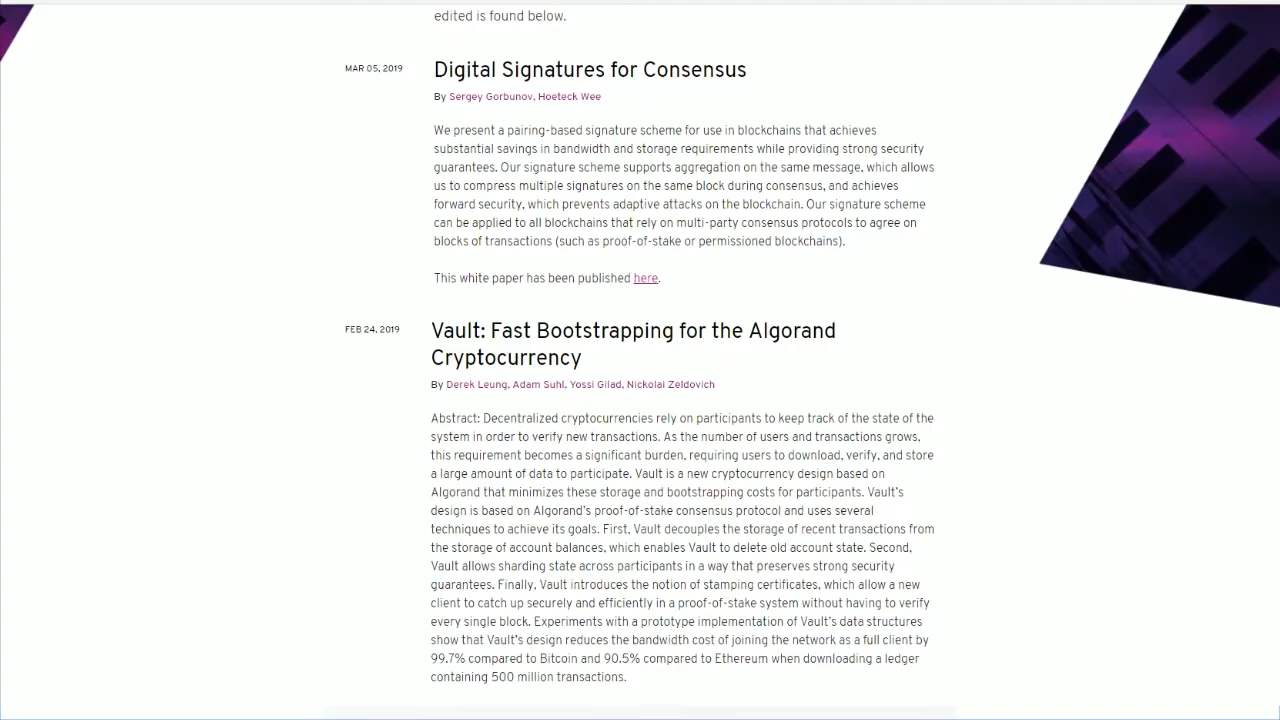 edited is found below.
MAR 05, 2019
Digital Signatures for Consensus
By Sergey Gorbunov, Hoeteck Wee
We present a pairing-based signature scheme for use in blockchains that achieves
substantial savings in bandwidth and storage requirements while providing strong security
guarantees. Our signature scheme supports aggregation on the same message, which allows
us to compress multiple signatures on the same block during consensus, and achieves
forward security, which prevents adaptive attacks on the blockchain. Our signature scheme
can be applied to all blockchains that rely on multi-party consensus protocols to agree on
blocks of transactions (such as proof-of-stake or permissioned blockchains).
This white paper has been published here.
FEB 24, 2019
Vault: Fast Bootstrapping for the Algorand
Cryptocurrency
By Derek Leung, Adam Suhl, Yossi Gilad, Nickolai Zeldovich
Abstract: Decentralized cryptocurrencies rely on participants to keep track of the state of the
system in order to verify new transactions. As the number of users and transactions grows,
this requirement becomes a significant burden, requiring users to download, verify, and store
a large amount of data to participate. Vault is a new cryptocurrency design based on
Algorand that minimizes these storage and bootstrapping costs for participants. Vault's
design is based on Algorand's proof-of-stake consensus protocol and uses several
techniques to achieve its goals. First, Vault decouples the storage of recent transactions from
the storage of account balances, which enables Vault to delete old account state. Second,
Vault allows sharding state across participants in a way that preserves strong security
guarantees. Finally, Vault introduces the notion of stamping certificates, which allow a new
client to catch up securely and efficiently in a proof-of-stake system without having to verify
every single block. Experiments with a prototype implementation of Vault's data structures
show that Vault's design reduces the bandwidth cost of joining the network as a full client by
99.7% compared to Bitcoin and 90.5% compared to Ethereum when downloading a ledger
containing 500 million transactions.